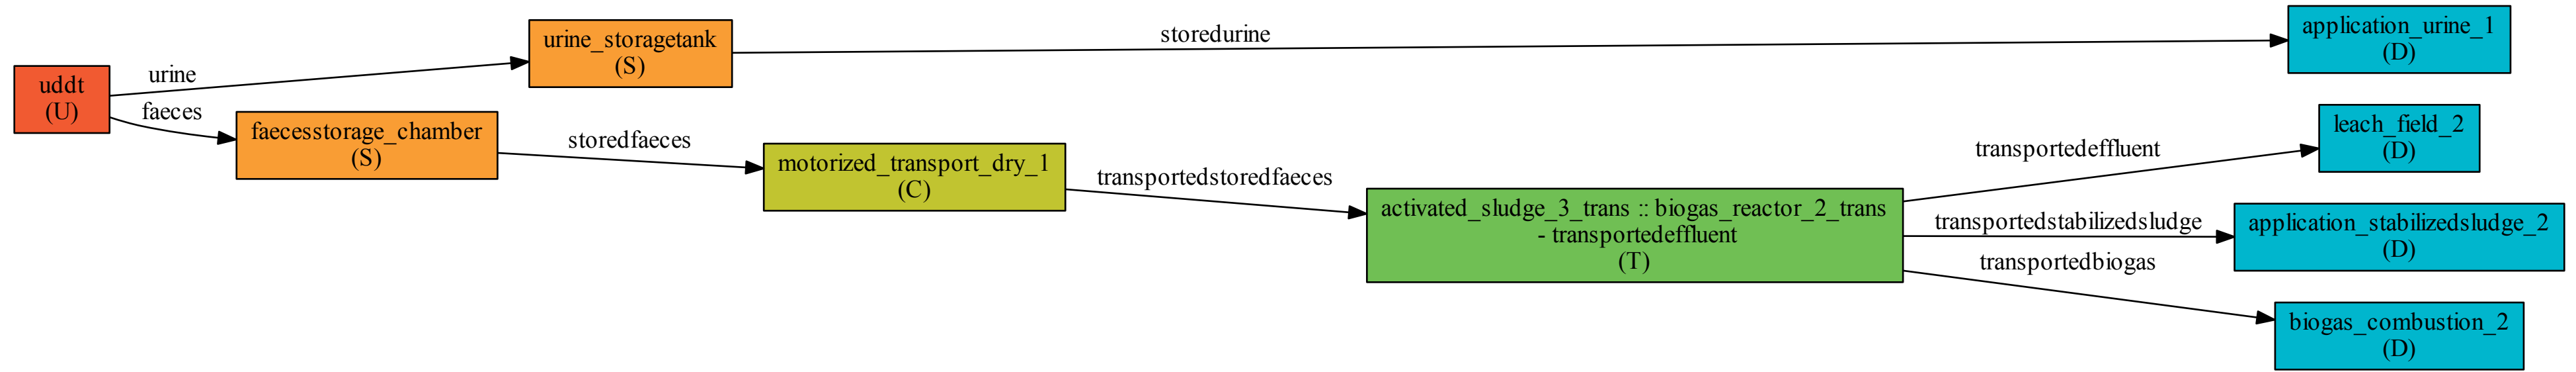 uddt
(U)
urine
faeces
urine_storagetank
(S)
faecesstorage_chamber
(S)
storedurine
storedfaeces
motorized_transport_dry_1
(C)
transportedstoredfaeces
activated_sludge_3_trans :: biogas_reactor_2_trans
- transportedeffluent
(T)
transportedeffluent
transportedstabilizedsludge
transportedbiogas
application_urine_1
(D)
leach_field_2
(D)
application_stabilizedsludge_2
(D)
biogas_combustion_2
(D)